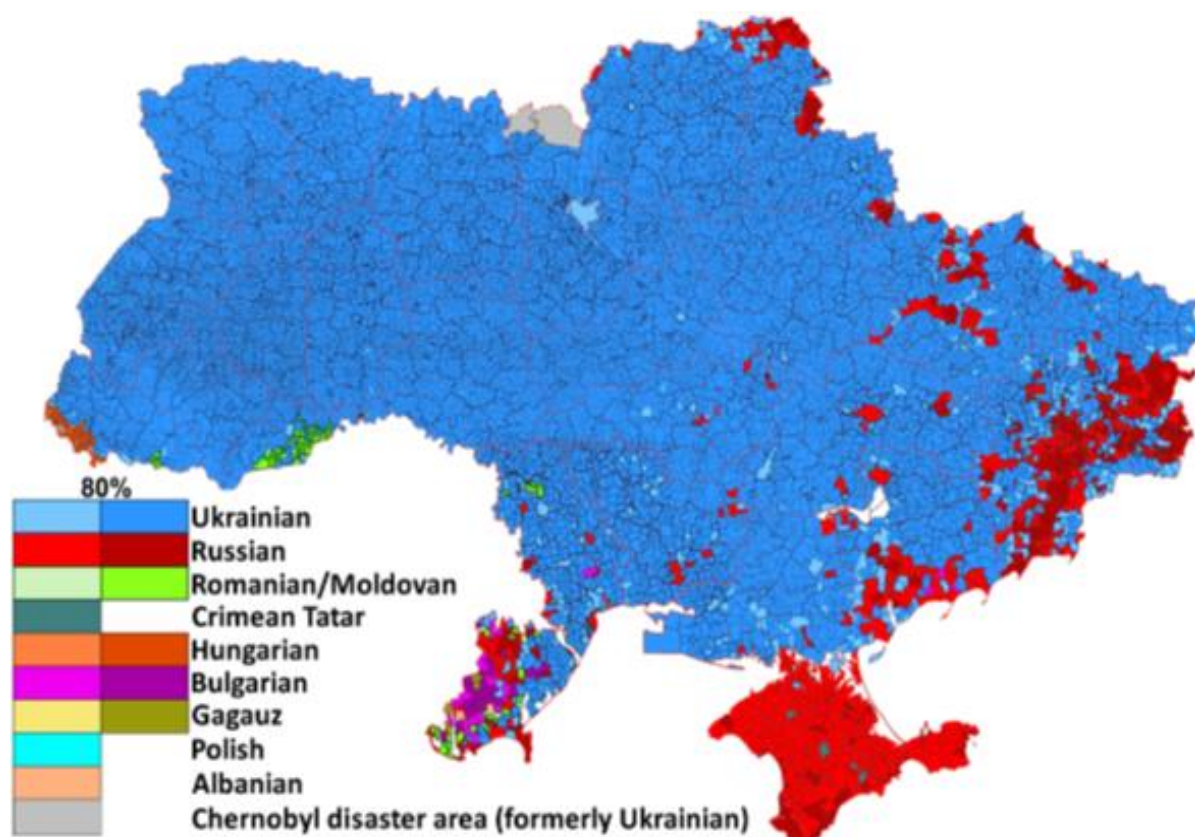 80%
Ukrainian
Russian
Romanian/Moldovan
Crimean Tatar
Hungarian
Bulgarian
Gagauz
Polish
Albanian
Chernobyl disaster area (formerly Ukrainian)